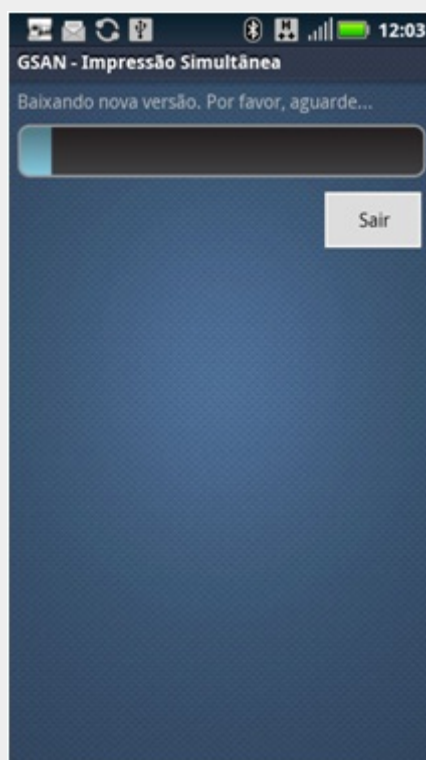 12:03
GSAN - Impressão Simultânea
Baixando nova versão. Por favor, aguarde...
Sair